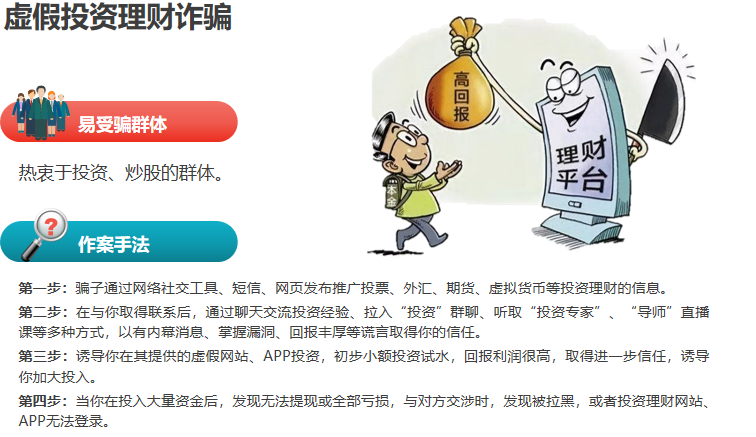 虚假投资理财诈骗
高
回
报
理财
平台
本金
易受骗群体
热衷于投资、炒股的群体。
作案手法
第一步：骗子通过网络社交工具、短信、网页发布推广投票、外汇、期货、虚拟货币等投资理财的信息。
第二步：在与你取得联系后，通过聊天交流投资经验、拉入“投资”群聊、听取“投资专家”、“导师”直播
课等多种方式，以有内幕消息、掌握漏洞、回报丰厚等谎言取得你的信任。
第三步：诱导你在其提供的虚假网站、APP投资，初步小额投资试水，回报利润很高，取得进一步信任，诱导
你加大投入。
第四步：当你在投入大量资金后，发现无法提现或全部亏损，与对方交涉时，发现被拉黑，或者投资理财网站、
APP无法登录。